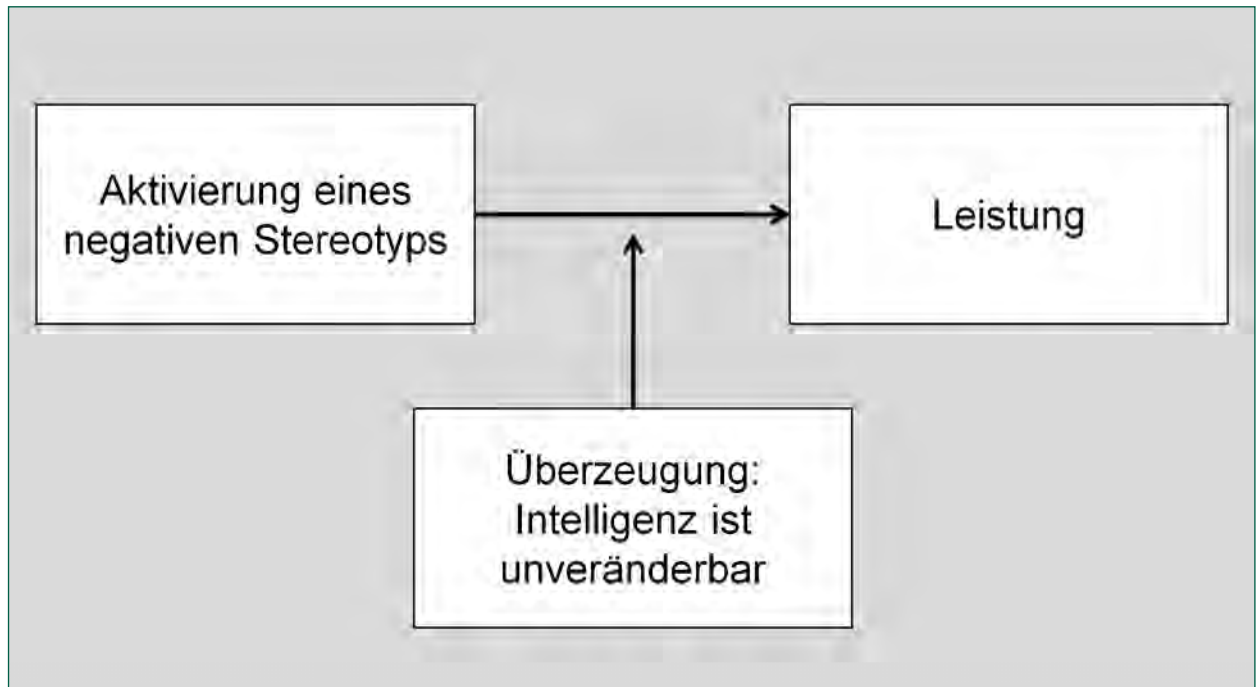 Aktivierung eines
negativen Stereotyps
Leistung
Überzeugung:
Intelligenz ist
unveränderbar